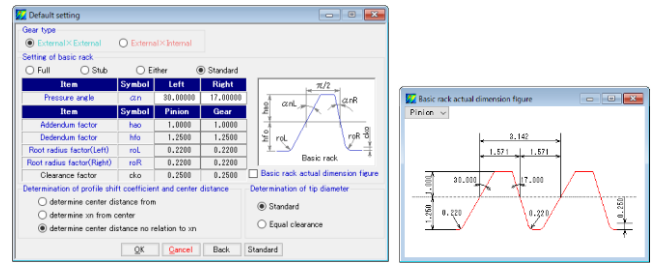 Default setting
Gear type
External×External External×Internal
Setting of basic rack
Full Stub Either Standard
Item Symbol Left Right
Pressure angle αn 30.00000 17.00000
Item Symbol Pinion Gear
Addendum factor hao 1.0000 1.0000
Dedendum factor hfo 1.2500 1.2500
Root radius factor(Left) roL 0.2200 0.2200
Root radius factor(Right) roR 0.2200 0.2200
Clearance factor cko 0.2500 0.2500
π/2
αnL αnR
hao
hfo roL roR cko
Basic rack
Basic rack actual dimension figure
Determination of profile shift coefficient and center distance
determine center distance from
determine xn from center
determine center distance no relation to xn
Determination of tip diameter
Standard
Equal clearance
OK Cancel Back Standard
Basic rack actual dimension figure
Pinion
3.142
1.571 1.571
1.000 30.000 17.000
1.250 0.220 0.220 0.250